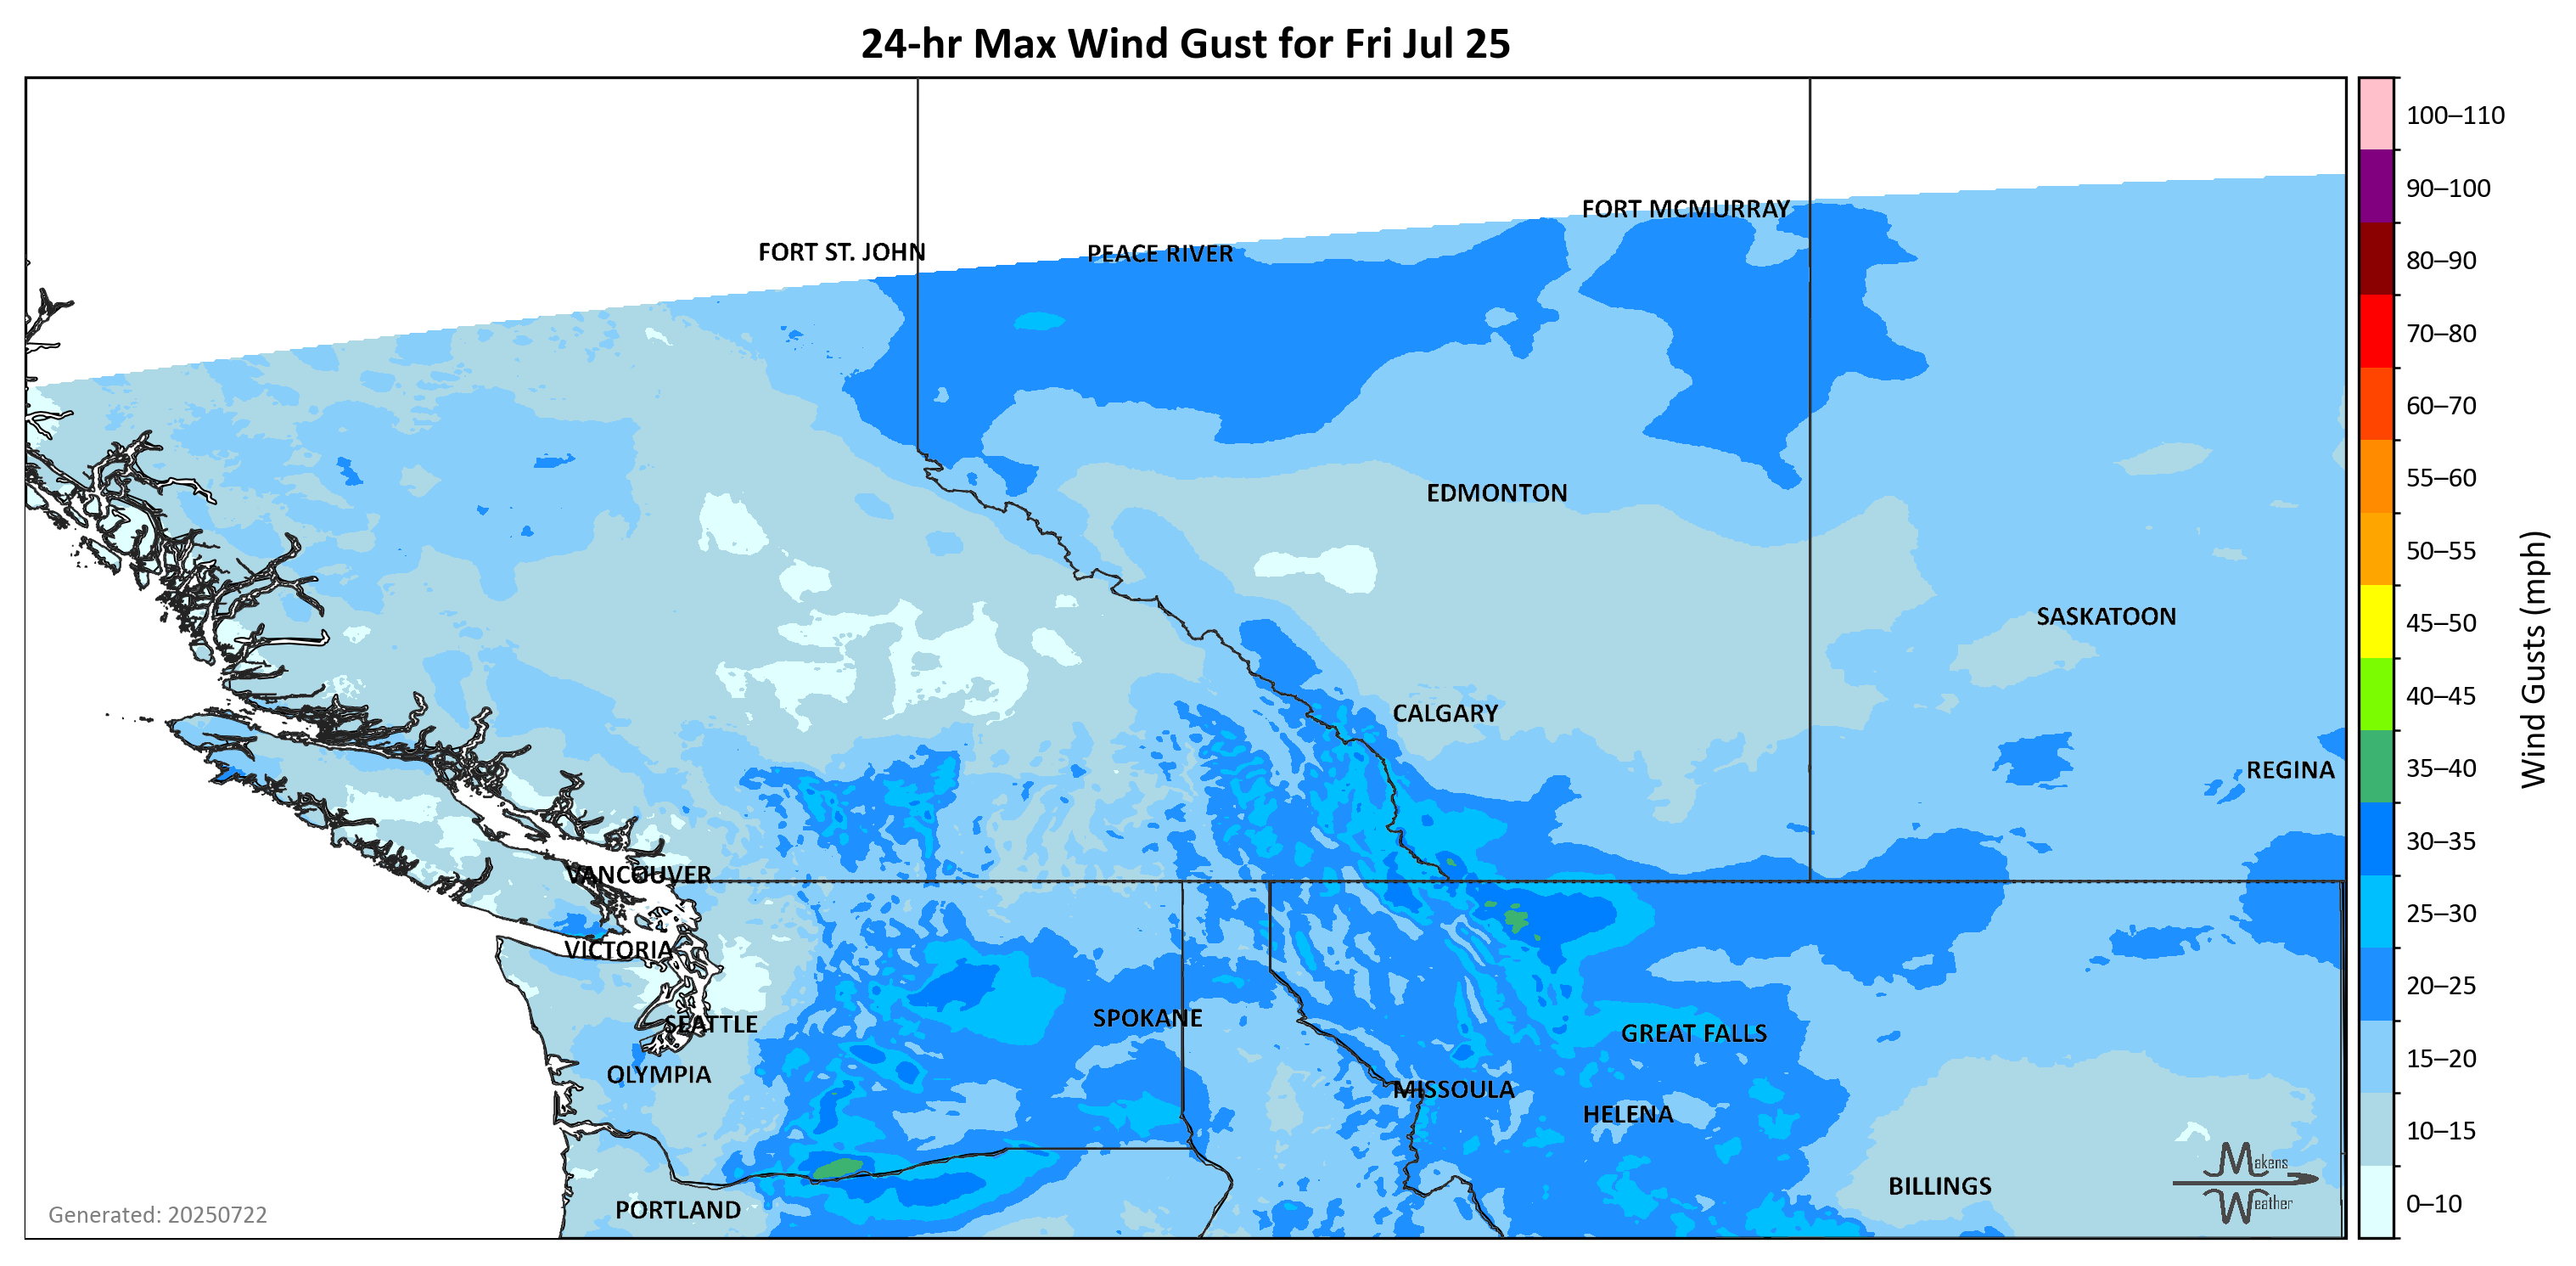 24-hr Max Wind Gust for Fri Jul 25
100–110
90–100
80–90
70–80
60–70
55–60
50–55
45–50
40–45
35–40
30–35
25–30
20–25
15–20
10–15
0–10
Wind Gusts (mph)
FORT MCMURRAY
FORT ST. JOHN
PEACE RIVER
EDMONTON
SASKATOON
CALGARY
REGINA
VANCOUVER
VICTORIA
SPOKANE
SEATTLE
GREAT FALLS
OLYMPIA
MISSOULA
HELENA
BILLINGS
PORTLAND
Makens
Weather
Generated: 20250722